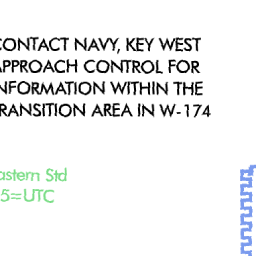 CONTACT NAVY, KEY WEST
APPROACH CONTROL FOR
INFORMATION WITHIN THE
TRANSITION AREA IN W-174
astern Std
5=UTC